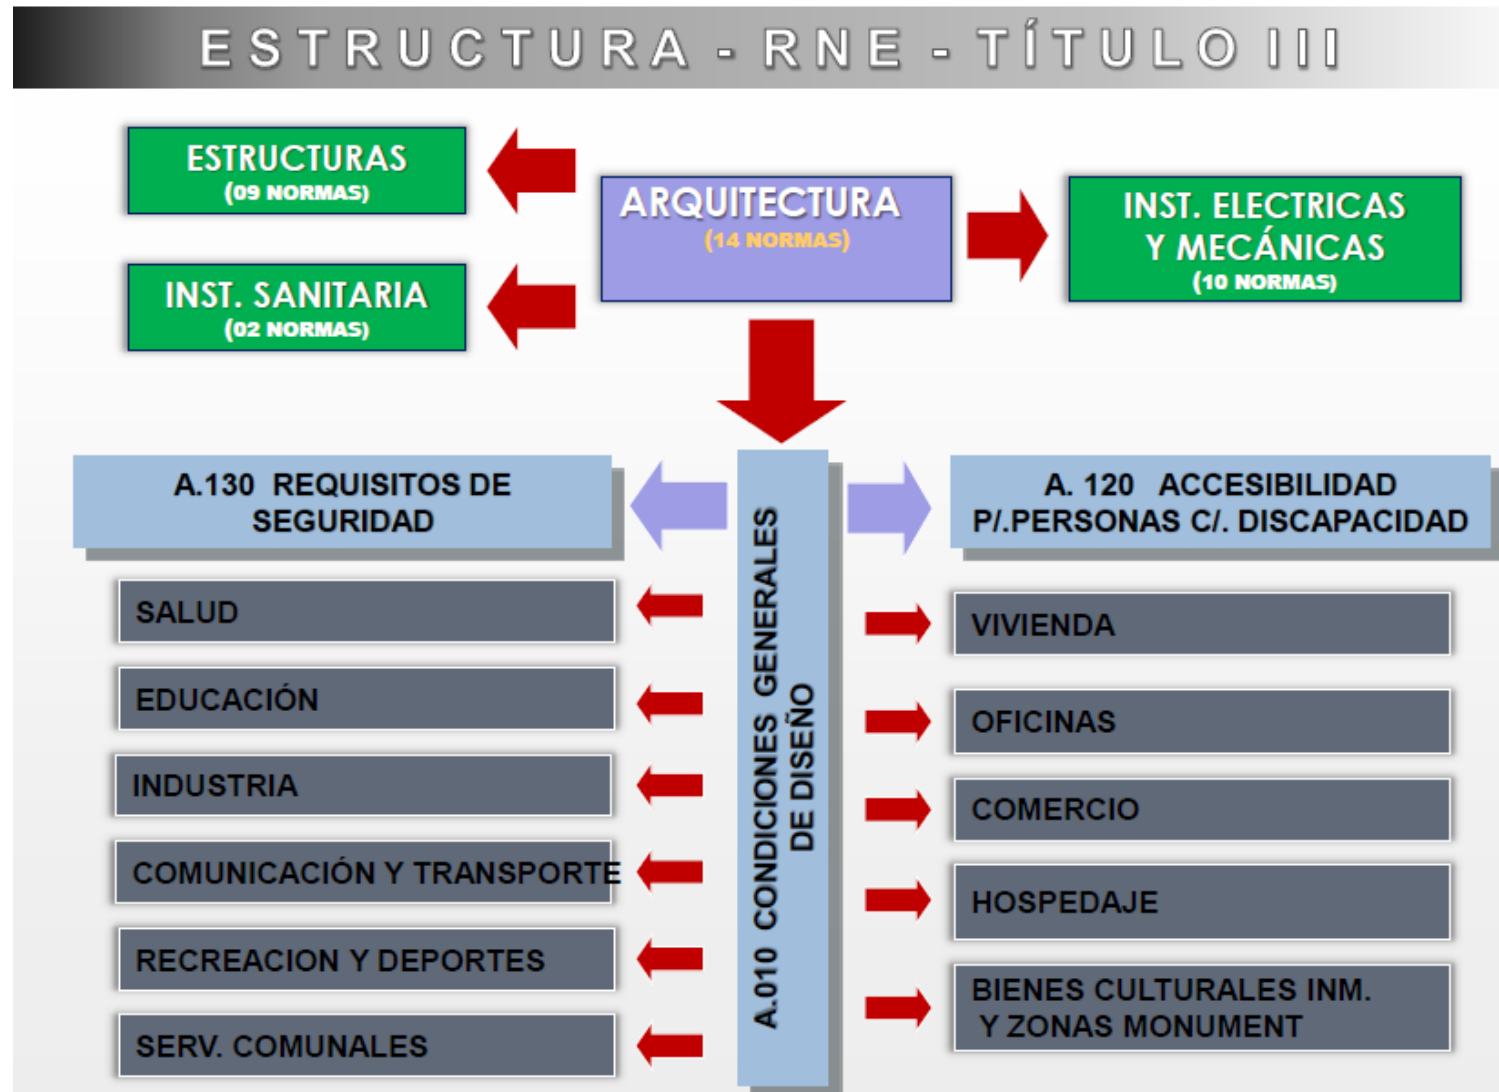 ESTRUCTURA - RNE - TÍTULO III
ESTRUCTURAS
(09 NORMAS)
INST. SANITARIA
(02 NORMAS)
ARQUITECTURA
(14 NORMAS)
INST. ELECTRICAS
Y MECÁNICAS
(10 NORMAS)
A.130 REQUISITOS DE
SEGURIDAD
SALUD
EDUCACIÓN
INDUSTRIA
COMUNICACIÓN Y TRANSPORTE
RECREACION Y DEPORTES
SERV. COMUNALES
A.010 CONDICIONES GENERALES
DE DISEÑO
A. 120 ACCESIBILIDAD
P/.PERSONAS C/. DISCAPACIDAD
VIVIENDA
OFICINAS
COMERCIO
HOSPEDAJE
BIENES CULTURALES INM.
Y ZONAS MONUMENT